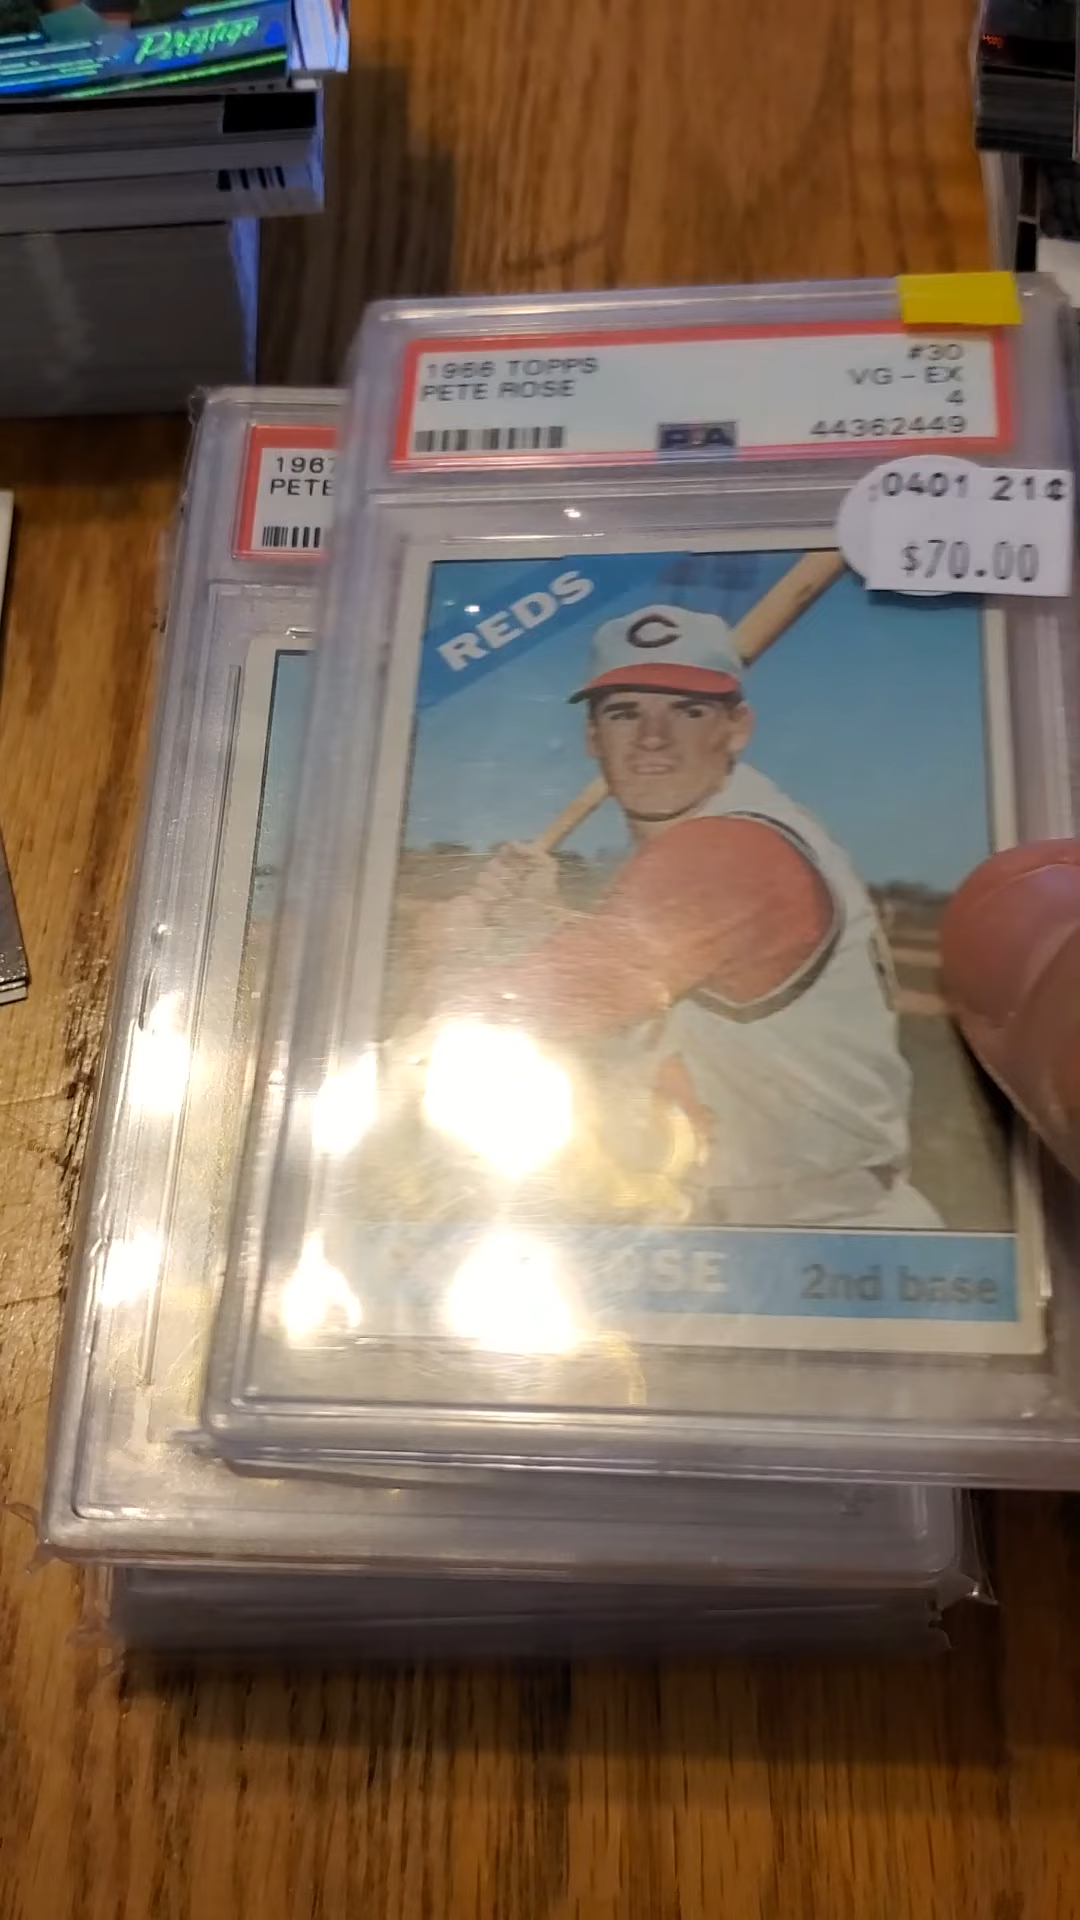 Prestige
1966 TOPPS
PETE ROSE
#30
VG - EX
4
PSA
44362449
1967
PETE
0401 21¢
$70.00
REDS
C
OSE
2nd base